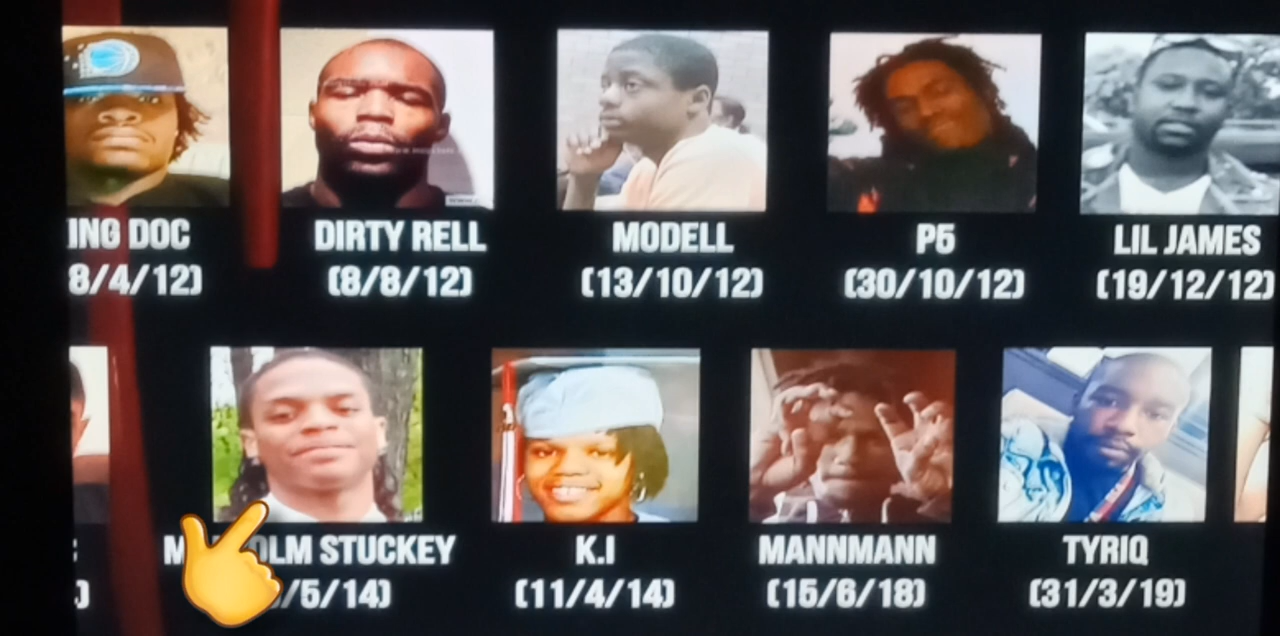 ING DOC
8/4/12)
DIRTY RELL
(8/8/12)
MODELL
(13/10/12)
P5
(30/10/12)
LIL JAMES
(19/12/12)
M OLM STUCKEY
/5/14)
K.I
(11/4/14)
MANNMANN
(15/6/18)
TYRIQ
(31/3/19)